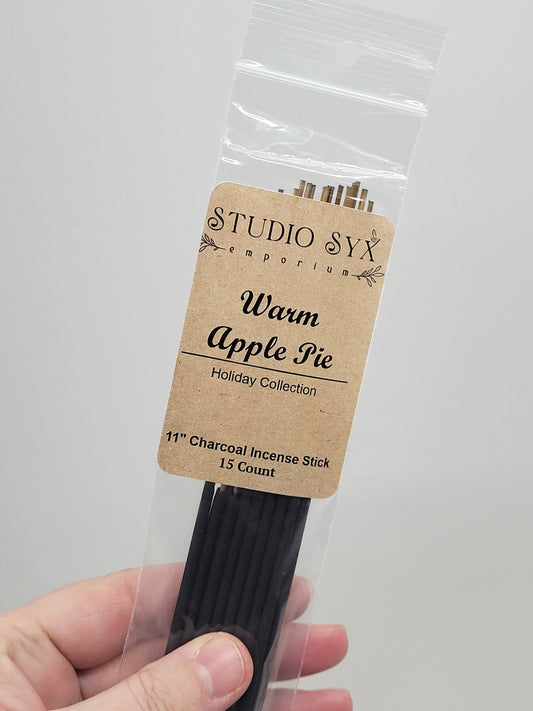 STUDIO SYX
emporium
Warm
Apple Pie
Holiday Collection
11" Charcoal Incense Stick
15 Count